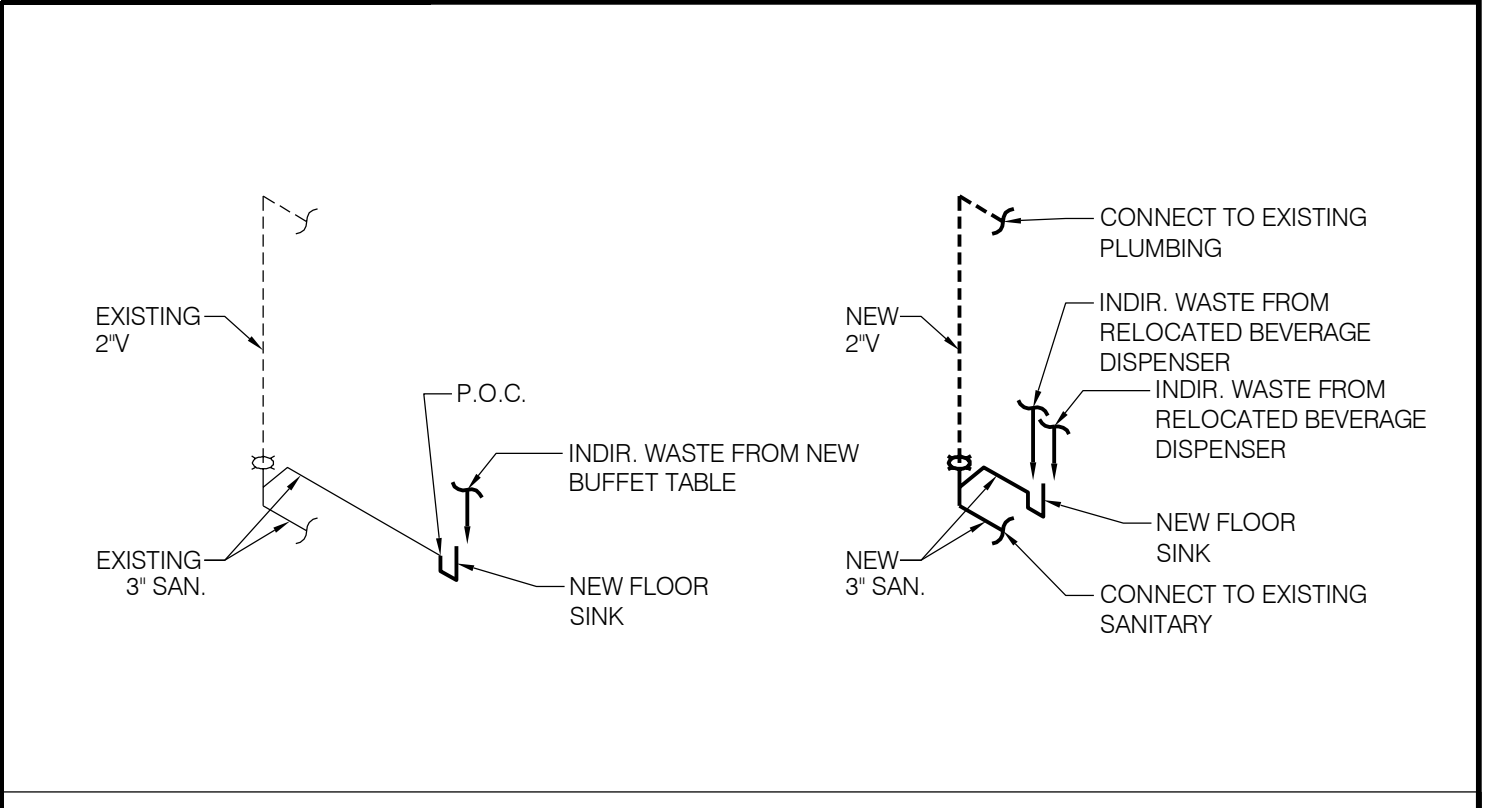 EXISTING
2"V
P.O.C.
INDIR. WASTE FROM NEW
BUFFET TABLE
EXISTING
3" SAN.
NEW FLOOR
SINK
CONNECT TO EXISTING
PLUMBING
INDIR. WASTE FROM
RELOCATED BEVERAGE
DISPENSER
NEW
2"V
INDIR. WASTE FROM
RELOCATED BEVERAGE
DISPENSER
NEW FLOOR
SINK
NEW
3" SAN.
CONNECT TO EXISTING
SANITARY